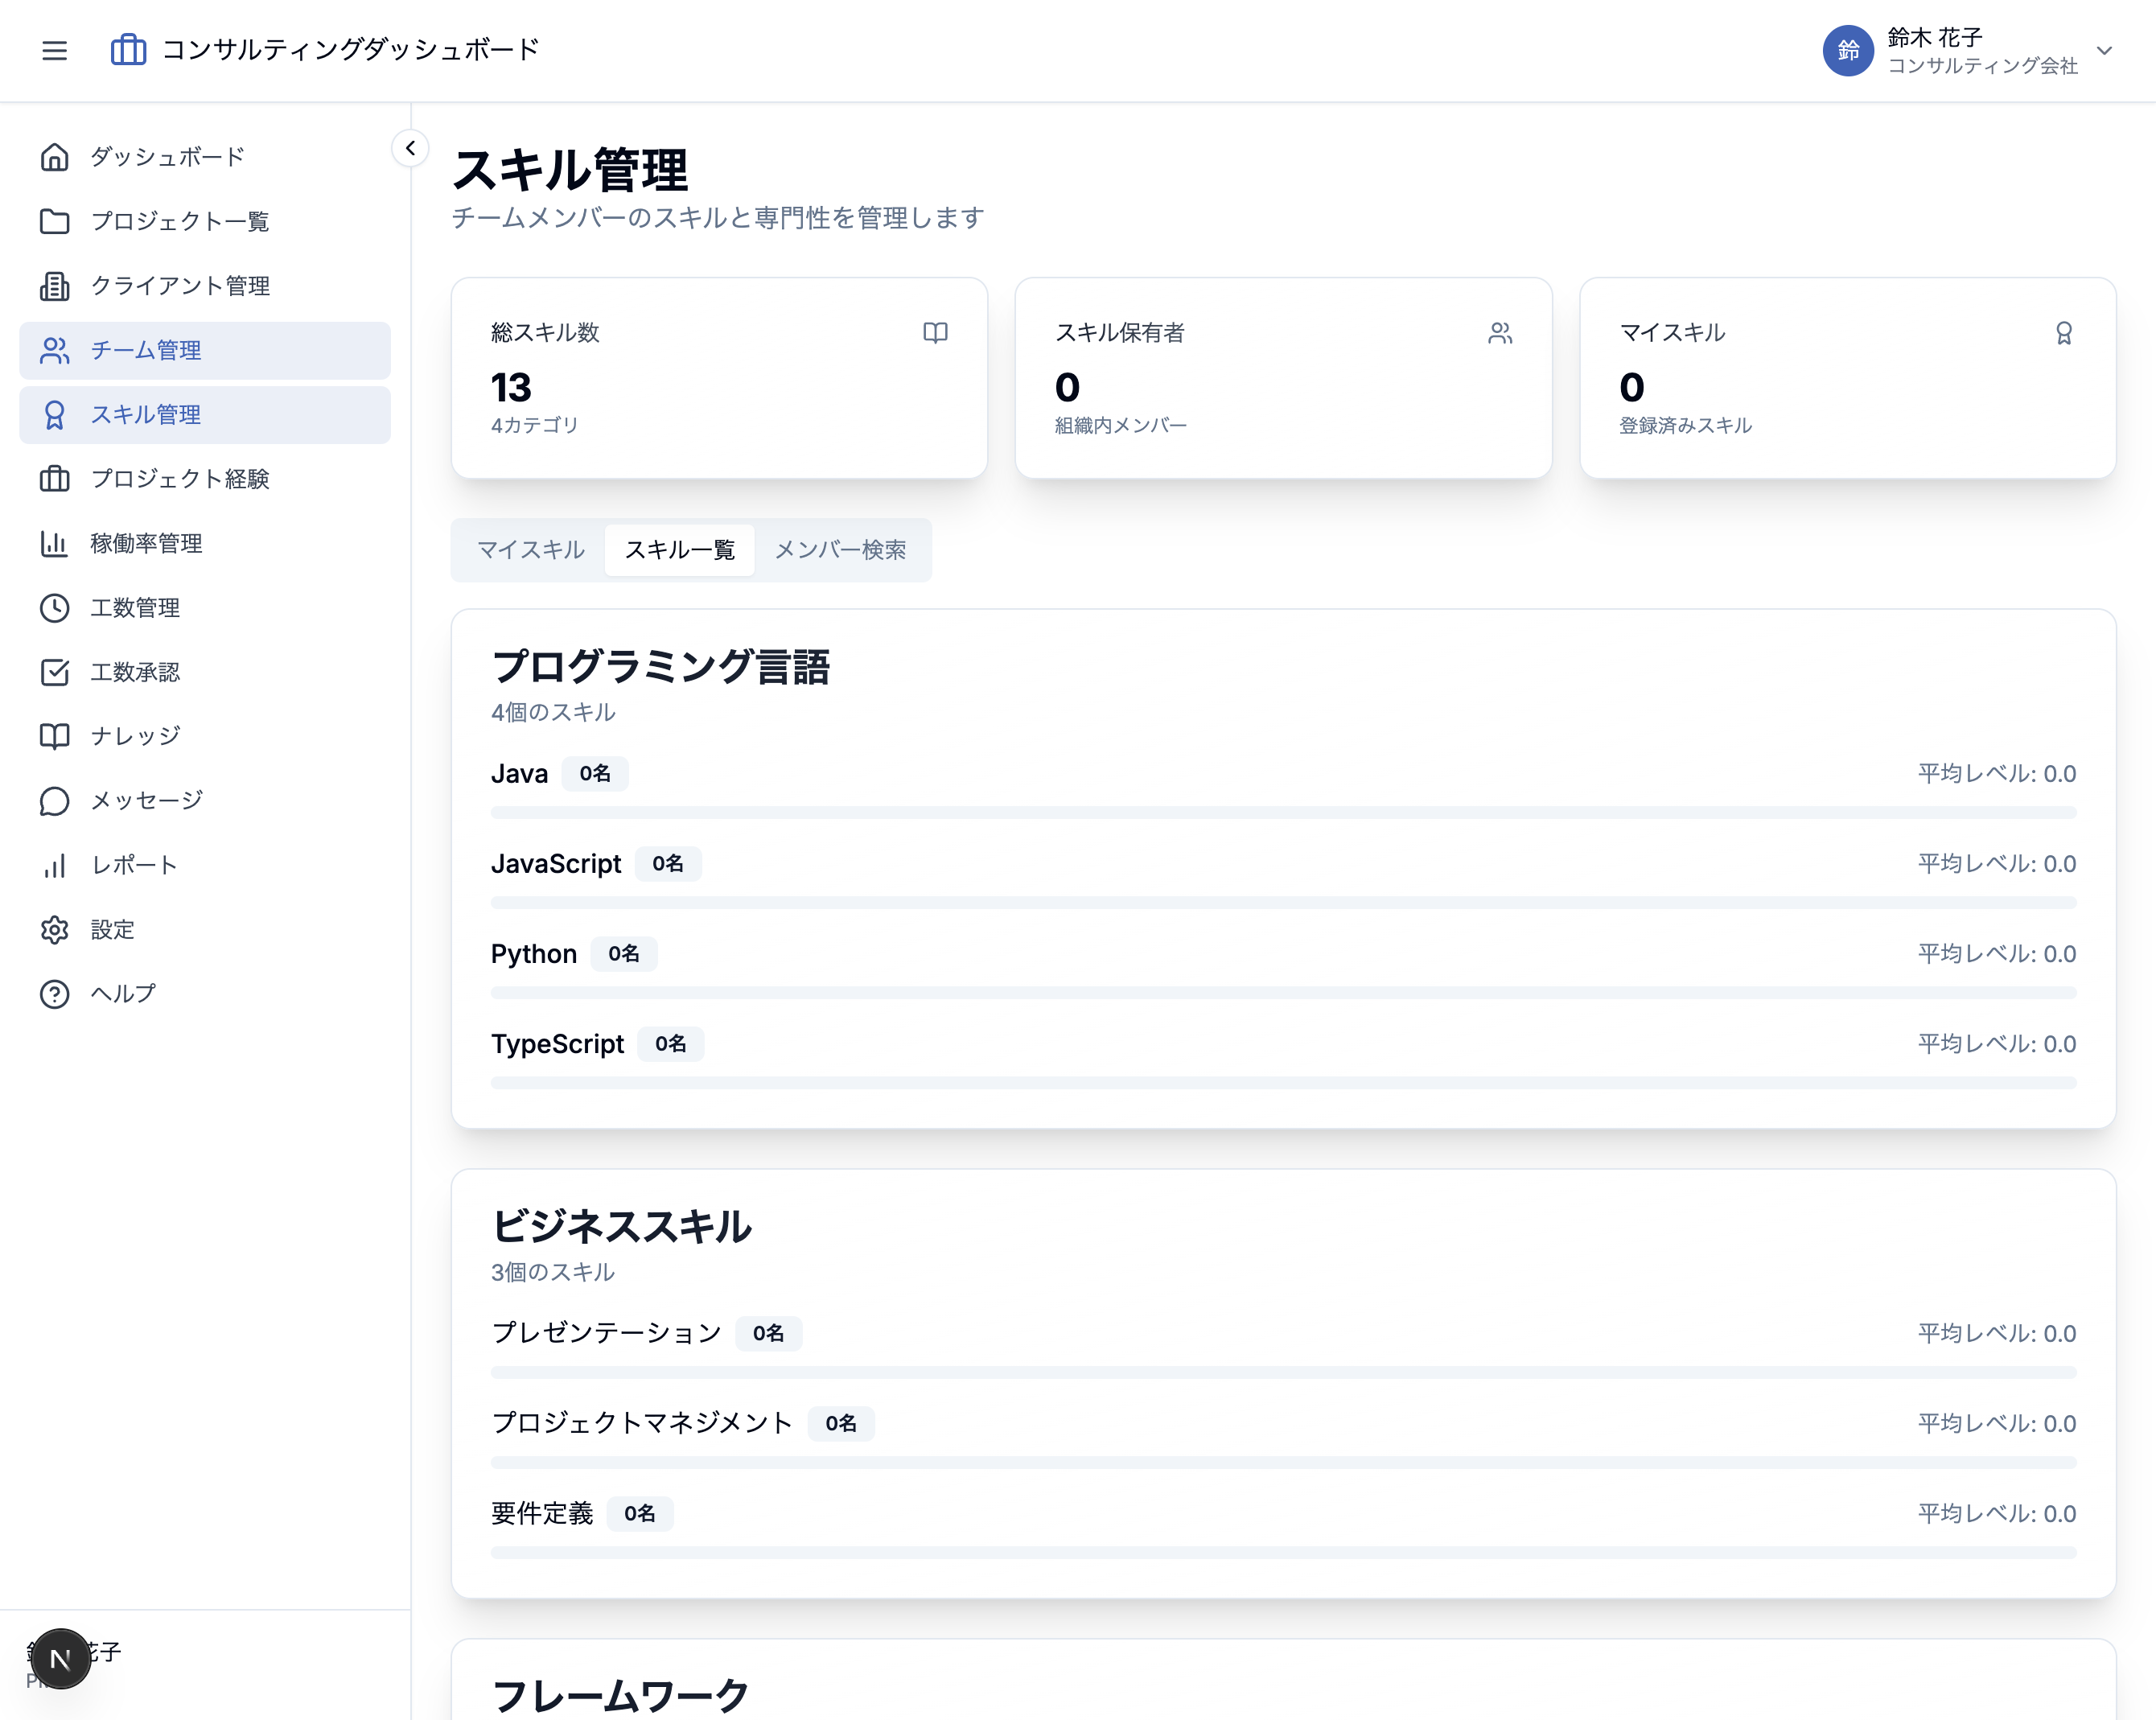 コンサルティングダッシュボード
鈴
鈴木 花子
コンサルティング会社
ダッシュボード
プロジェクト一覧
クライアント管理
チーム管理
スキル管理
プロジェクト経験
稼働率管理
工数管理
工数承認
ナレッジ
メッセージ
レポート
設定
ヘルプ
花子
N
スキル管理
チームメンバーのスキルと専門性を管理します
総スキル数
13
4カテゴリ
スキル保有者
0
組織内メンバー
マイスキル
0
登録済みスキル
マイスキル スキル一覧 メンバー検索
プログラミング言語
4個のスキル
Java 0名 平均レベル: 0.0
JavaScript 0名 平均レベル: 0.0
Python 0名 平均レベル: 0.0
TypeScript 0名 平均レベル: 0.0
ビジネススキル
3個のスキル
プレゼンテーション 0名 平均レベル: 0.0
プロジェクトマネジメント 0名 平均レベル: 0.0
要件定義 0名 平均レベル: 0.0
フレームワーク